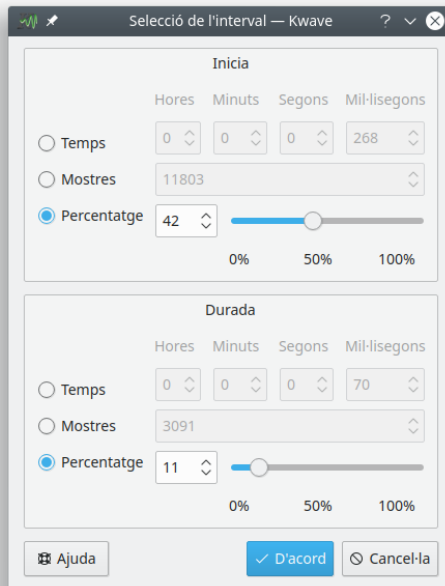 Selecció de l'interval — Kwave
Inicia
Hores Minuts Segons Mil·lisegons
Temps 0 0 0 268
Mostres 11803
Percentatge 42
0% 50% 100%
Durada
Hores Minuts Segons Mil·lisegons
Temps 0 0 0 70
Mostres 3091
Percentatge 11
0% 50% 100%
Ajuda D'acord Cancel·la